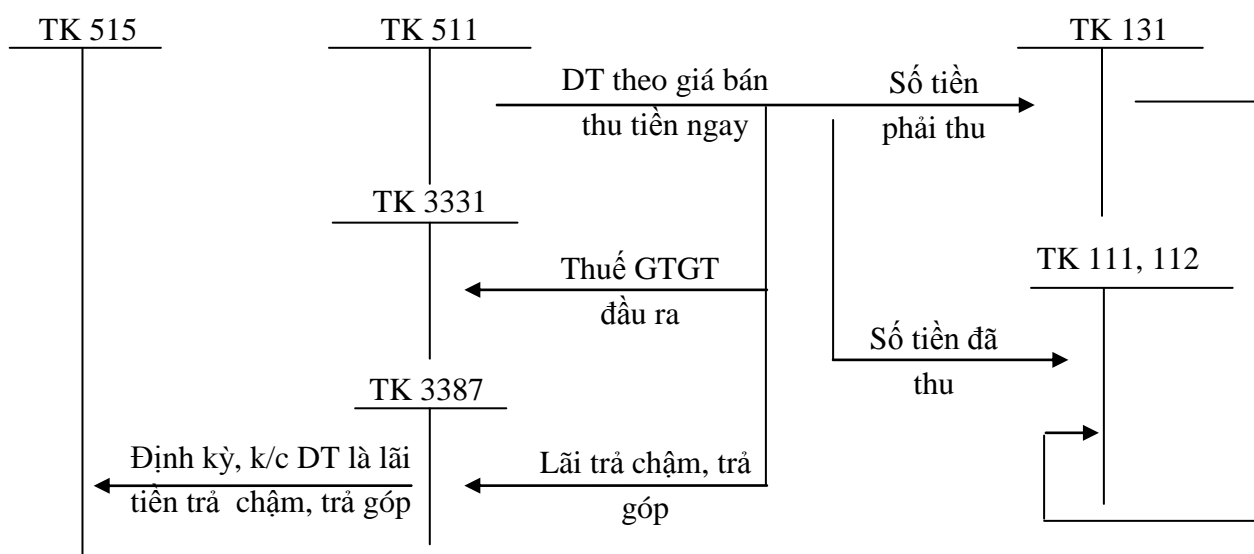 TK 515
TK 511
TK 131
DT theo giá bán
thu tiền ngay
Số tiền
phải thu
TK 3331
Thuế GTGT
đầu ra
TK 111, 112
Số tiền đã
thu
TK 3387
Định kỳ, k/c DT là lãi
tiền trả chậm, trả góp
Lãi trả chậm, trả
góp